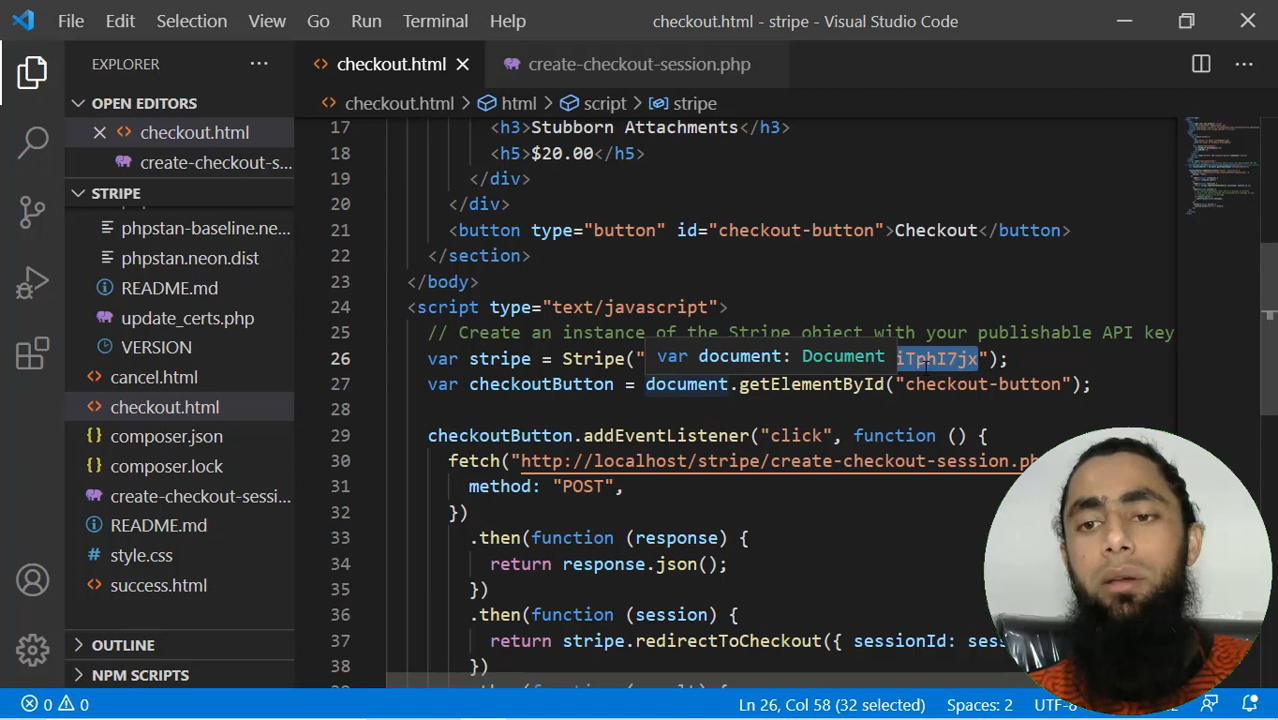 File Edit Selection View Go Run Terminal Help checkout.html - stripe - Visual Studio Code
EXPLORER
checkout.html create-checkout-session.php
OPEN EDITORS
checkout.html
create-checkout-s...
STRIPE
phpstan-baseline.ne...
phpstan.neon.dist
README.md
update_certs.php
VERSION
cancel.html
checkout.html
composer.json
composer.lock
create-checkout-sessi...
README.md
style.css
success.html
OUTLINE
NPM SCRIPTS
checkout.html > html > script > stripe
17 <h3>Stubborn Attachments</h3>
18 <h5>$20.00</h5>
19 </div>
20 </div>
21 <button type="button" id="checkout-button">Checkout</button>
22 </section>
23 </body>
24 <script type="text/javascript">
25 // Create an instance of the Stripe object with your publishable API key
26 var stripe = Stripe(" iTphI7jx");
var document: Document
27 var checkoutButton = document.getElementById("checkout-button");
28
29 checkoutButton.addEventListener("click", function () {
30 fetch("http://localhost/stripe/create-checkout-session.ph
31 method: "POST",
32 })
33 .then(function (response) {
34 return response.json();
35 })
36 .then(function (session) {
37 return stripe.redirectToCheckout({ sessionId: sess
38 })
0 0 Ln 26, Col 58 (32 selected) Spaces: 2 UTF-8